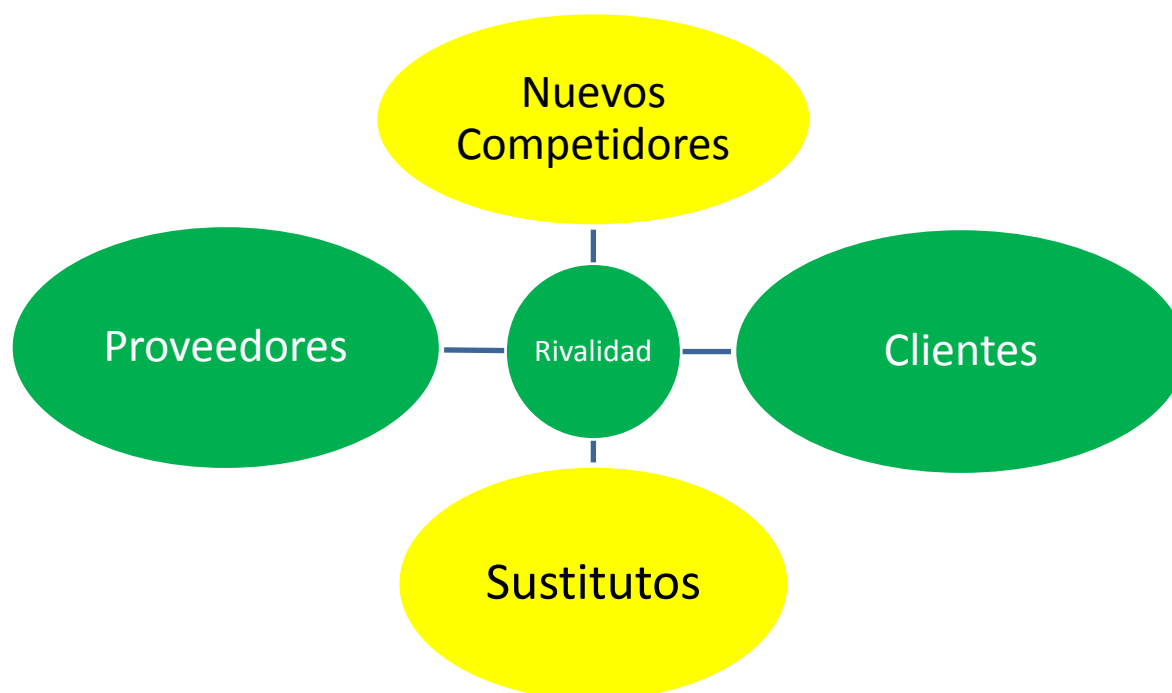 Nuevos
Competidores
Proveedores
Rivalidad
Clientes
Sustitutos